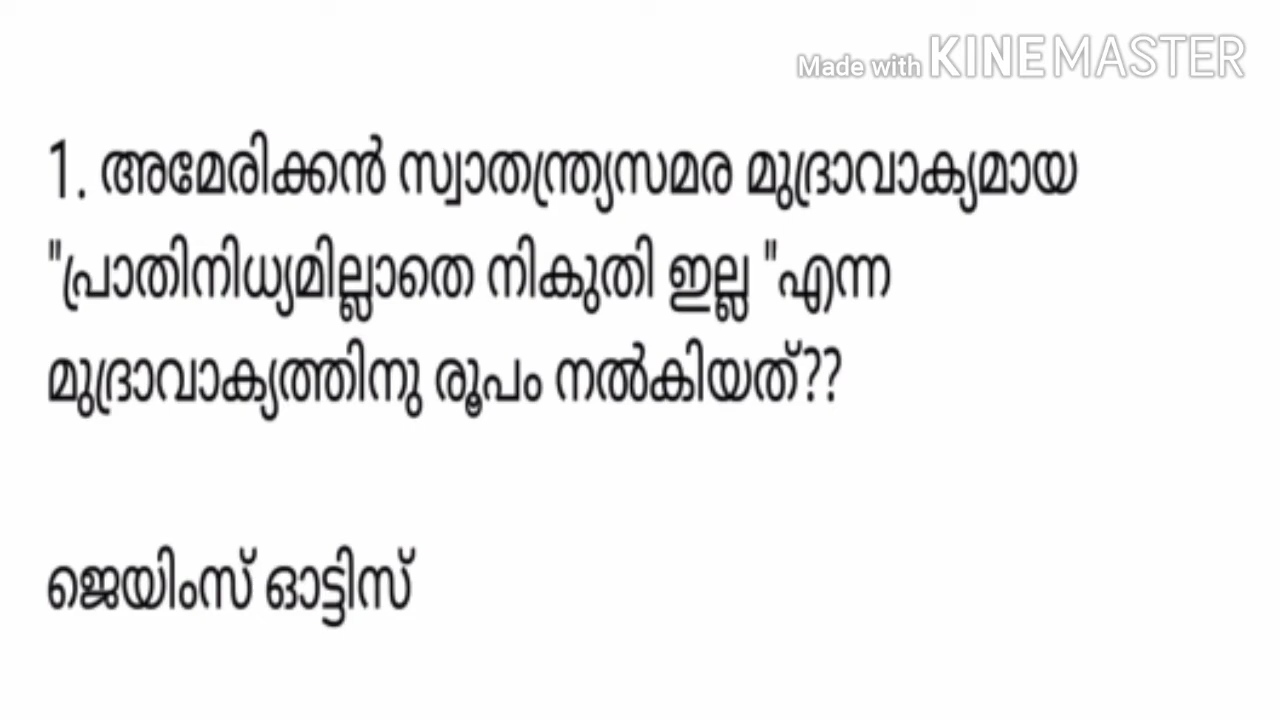 Made with KINEMASTER
1. അമേരിക്കൻ സ്വാതന്ത്ര്യസമര മുദ്രാവാക്യമായ
"പ്രാതിനിധ്യമില്ലാതെ നികുതി ഇല്ല "എന്ന
മുദ്രാവാക്യത്തിനു രൂപം നൽകിയത്??
ജെയിംസ് ഓട്ടിസ്